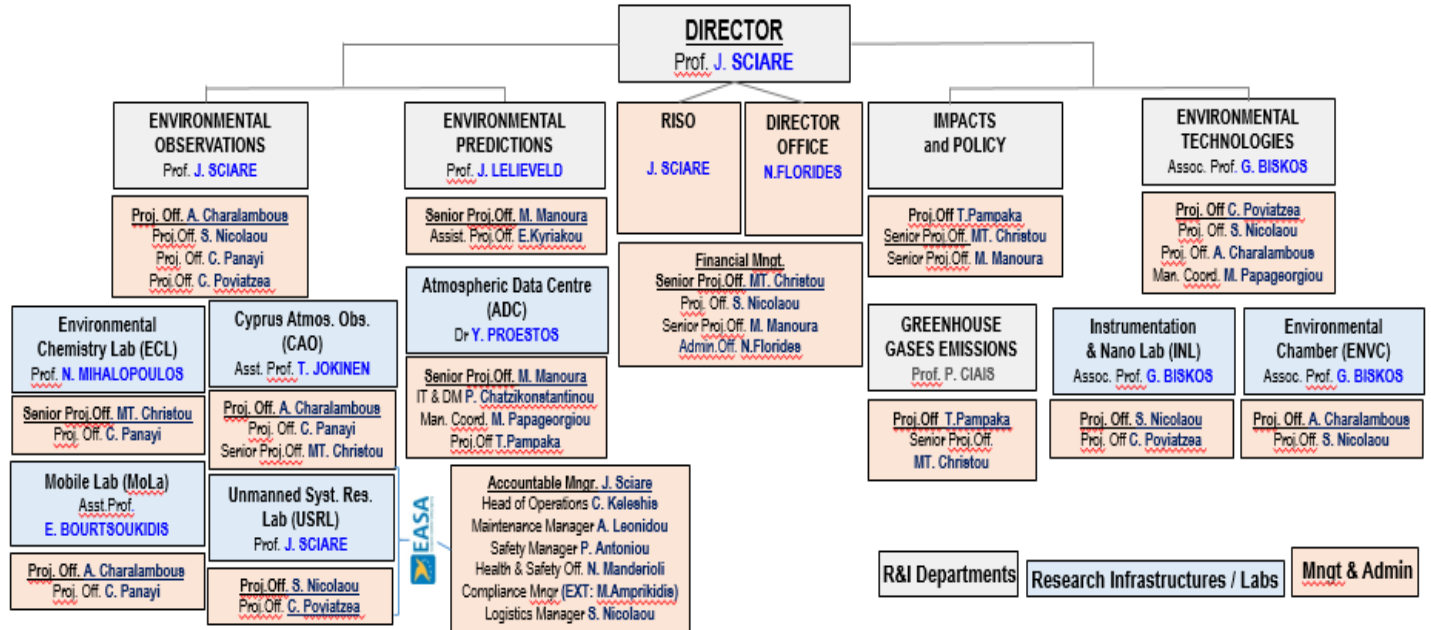 DIRECTOR
Prof. J. SCIARE
ENVIRONMENTAL
OBSERVATIONS
Prof. J. SCIARE
Proj. Off. A. Charalambous
Proj.Off. S. Nicolaou
Proj. Off. C. Panayi
Proj.Off. C. Poviatzea
Environmental
Chemistry Lab (ECL)
Prof. N. MIHALOPOULOS
Senior Proj.Off. MT. Christou
Proj. Off. C. Panayi
Mobile Lab (MoLa)
Asst.Prof.
E. BOURTSOUKIDIS
Proj. Off. A. Charalambous
Proj. Off. C. Panayi
Cyprus Atmos. Obs.
(CAO)
Asst. Prof. T. JOKINEN
Proj. Off. A. Charalambous
Proj. Off. C. Panayi
Senior Proj.Off. MT. Christou
Unmanned Syst. Res.
Lab (USRL)
Prof. J. SCIARE
Proj.Off. S. Nicolaou
Proj.Off. C. Poviatzea
ENVIRONMENTAL
PREDICTIONS
Prof. J. LELIEVELD
Senior Proj.Off. M. Manoura
Assist. Proj.Off. E.Kyriakou
Atmospheric Data Centre
(ADC)
Dr Y. PROESTOS
Senior Proj.Off. M. Manoura
IT & DM P. Chatzikonstantinou
Man. Coord. M. Papageorgiou
Proj.Off T.Pampaka
EASA
Accountable Mngr. J. Sciare
Head of Operations C. Keleshis
Maintenance Manager A. Leonidou
Safety Manager P. Antoniou
Health & Safety Off. N. Manderioli
Compliance Mngr (EXT: M.Amprikidis)
Logistics Manager S. Nicolaou
RISO
J. SCIARE
DIRECTOR
OFFICE
N.FLORIDES
Financial Mngt.
Senior Proj.Off. MT. Christou
Proj. Off. S. Nicolaou
Senior Proj.Off. M. Manoura
Admin.Off. N.Florides
IMPACTS
and POLICY
Proj.Off T.Pampaka
Senior Proj.Off. MT. Christou
Senior Proj.Off. M. Manoura
GREENHOUSE
GASES EMISSIONS
Prof. P. CIAIS
Proj.Off T.Pampaka
Senior Proj.Off.
MT. Christou
ENVIRONMENTAL
TECHNOLOGIES
Assoc. Prof. G. BISKOS
Proj. Off C. Poviatzea
Proj. Off. S. Nicolaou
Proj. Off. A. Charalambous
Man. Coord. M. Papageorgiou
Instrumentation
& Nano Lab (INL)
Assoc. Prof. G. BISKOS
Proj. Off. S. Nicolaou
Proj. Off C. Poviatzea
Environmental
Chamber (ENVC)
Assoc. Prof. G. BISKOS
Proj. Off. A. Charalambous
Proj.Off. S. Nicolaou
R&I Departments
Research Infrastructures / Labs
Mngt & Admin